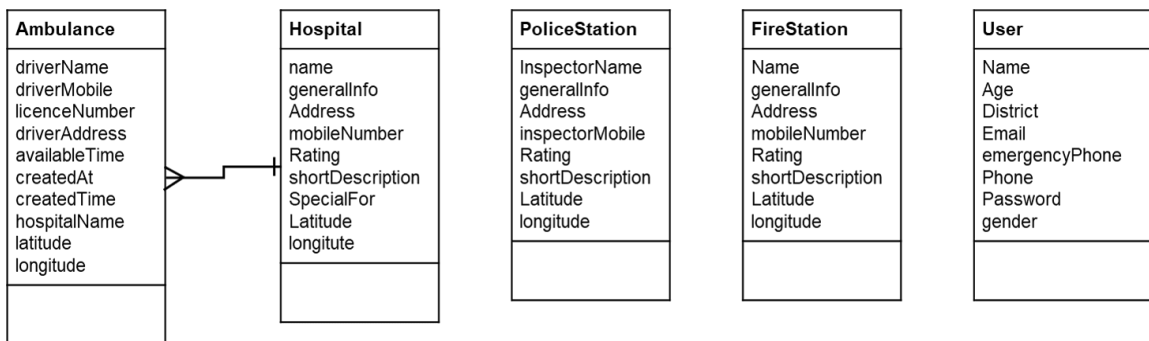 Ambulance
driverName
driverMobile
licenceNumber
driverAddress
availableTime
createdAt
createdTime
hospitalName
latitude
longitude
Hospital
name
generalInfo
Address
mobileNumber
Rating
shortDescription
SpecialFor
Latitude
longitute
PoliceStation
InspectorName
generalInfo
Address
inspectorMobile
Rating
shortDescription
Latitude
longitude
FireStation
Name
generalInfo
Address
mobileNumber
Rating
shortDescription
Latitude
longitude
User
Name
Age
District
Email
emergencyPhone
Phone
Password
gender